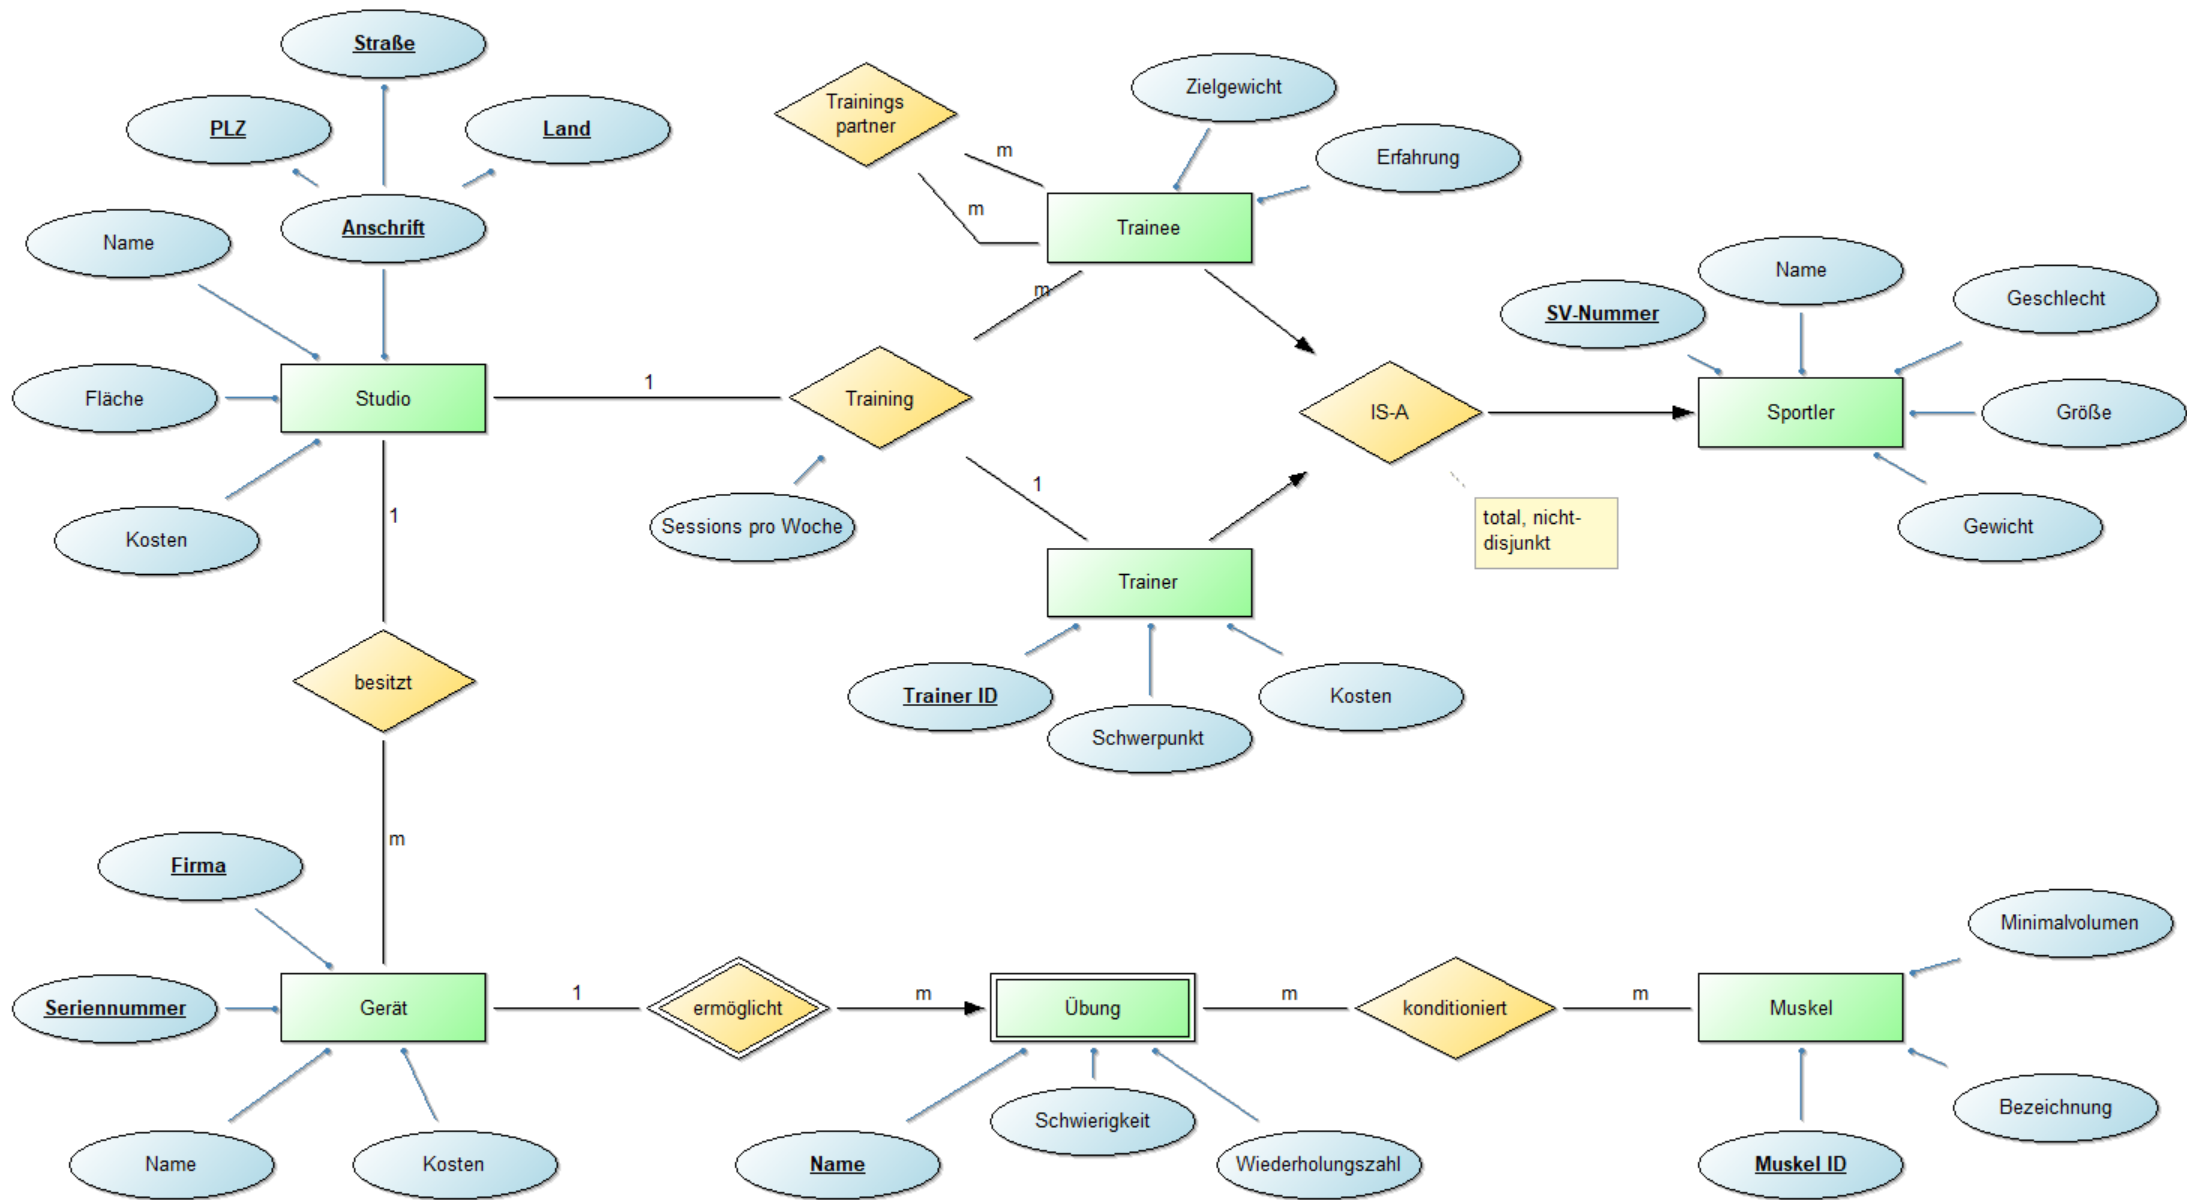 Straße
PLZ
Land
Anschrift
Name
Fläche
Kosten
Studio
1
Training
Sessions pro Woche
Trainings
partner
m
m
Zielgewicht
Erfahrung
Trainee
m
1
Trainer
Trainer ID
Schwerpunkt
Kosten
IS-A
total, nicht-
disjunkt
SV-Nummer
Name
Geschlecht
Größe
Gewicht
Sportler
1
besitzt
m
Firma
Seriennummer
Name
Kosten
Gerät
1
ermöglicht
m
Übung
Name
Schwierigkeit
Wiederholungszahl
m
konditioniert
m
Muskel
Minimalvolumen
Bezeichnung
Muskel ID